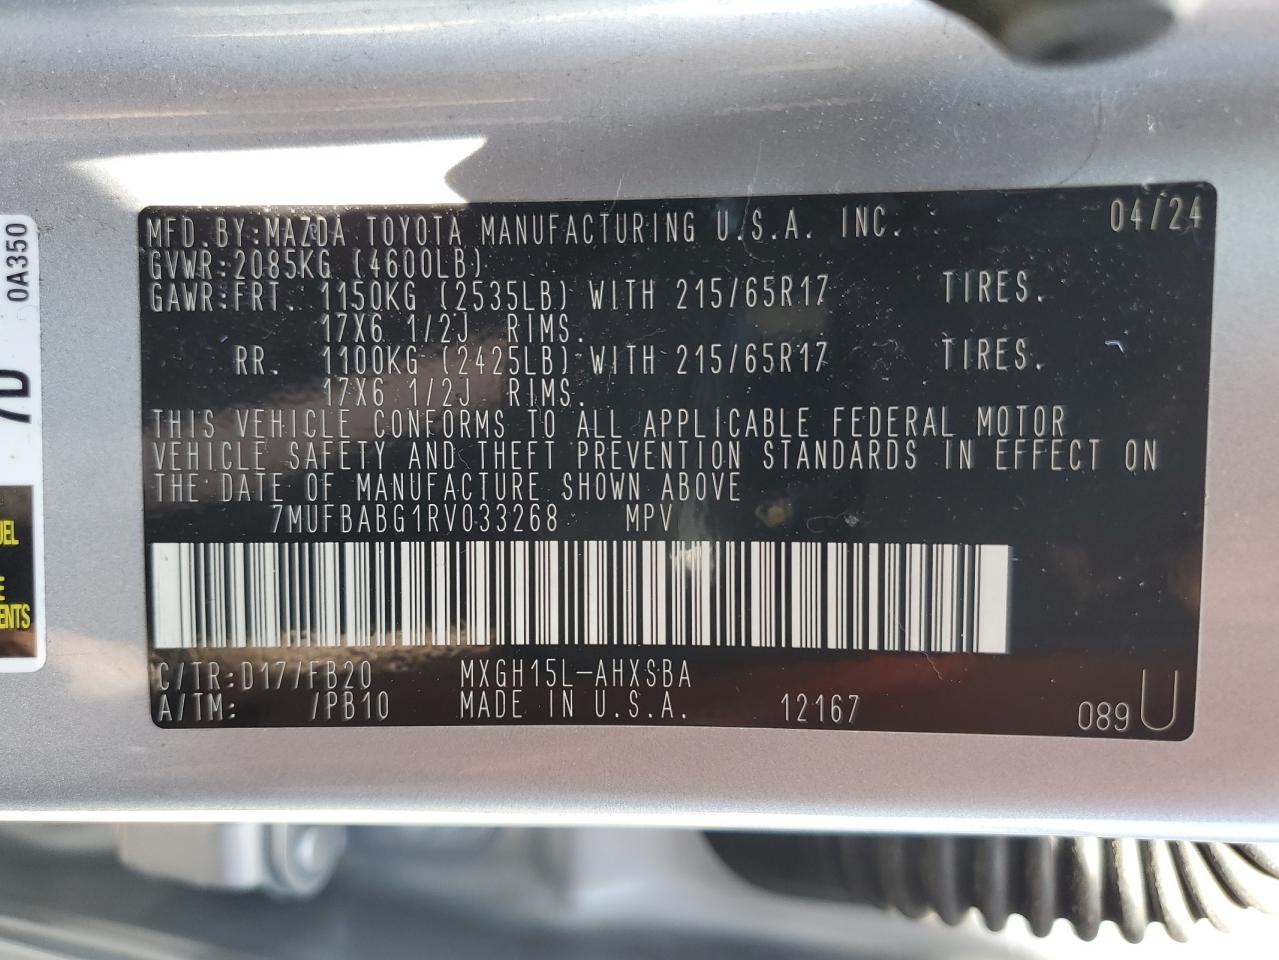 MFD.BY:MAZDA TOYOTA MANUFACTURING U.S.A. INC. 04/24
GVWR:2085KG (4600LB)
GAWR:FRT. 1150KG (2535LB) WITH 215/65R17 TIRES.
17X6 1/2J RIMS.
RR. 1100KG (2425LB) WITH 215/65R17 TIRES.
17X6 1/2J RIMS.
THIS VEHICLE CONFORMS TO ALL APPLICABLE FEDERAL MOTOR
VEHICLE SAFETY AND THEFT PREVENTION STANDARDS IN EFFECT ON
THE DATE OF MANUFACTURE SHOWN ABOVE
7MUFBABG1RV033268 MPV
C/TR:D17/FB20 MXGH15L-AHXSBA
A/TM: /PB10 MADE IN U.S.A. 12167 089U
0A350
7D